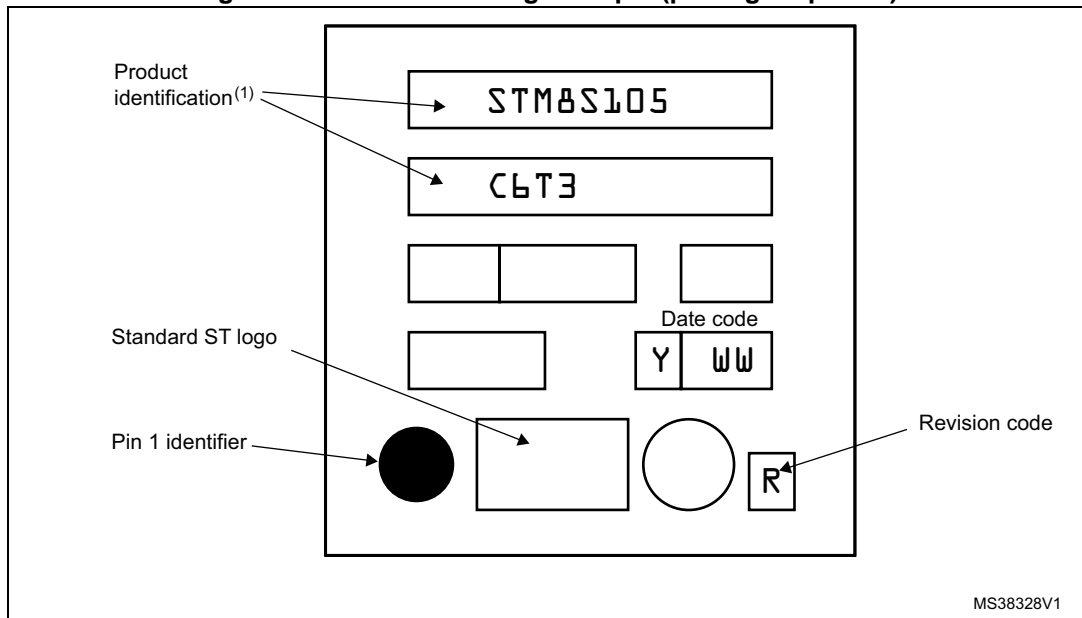 Product
identification(1)
STM8S105
C6T3
Date code
Standard ST logo
Y WW
Pin 1 identifier
Revision code
R
MS38328V1